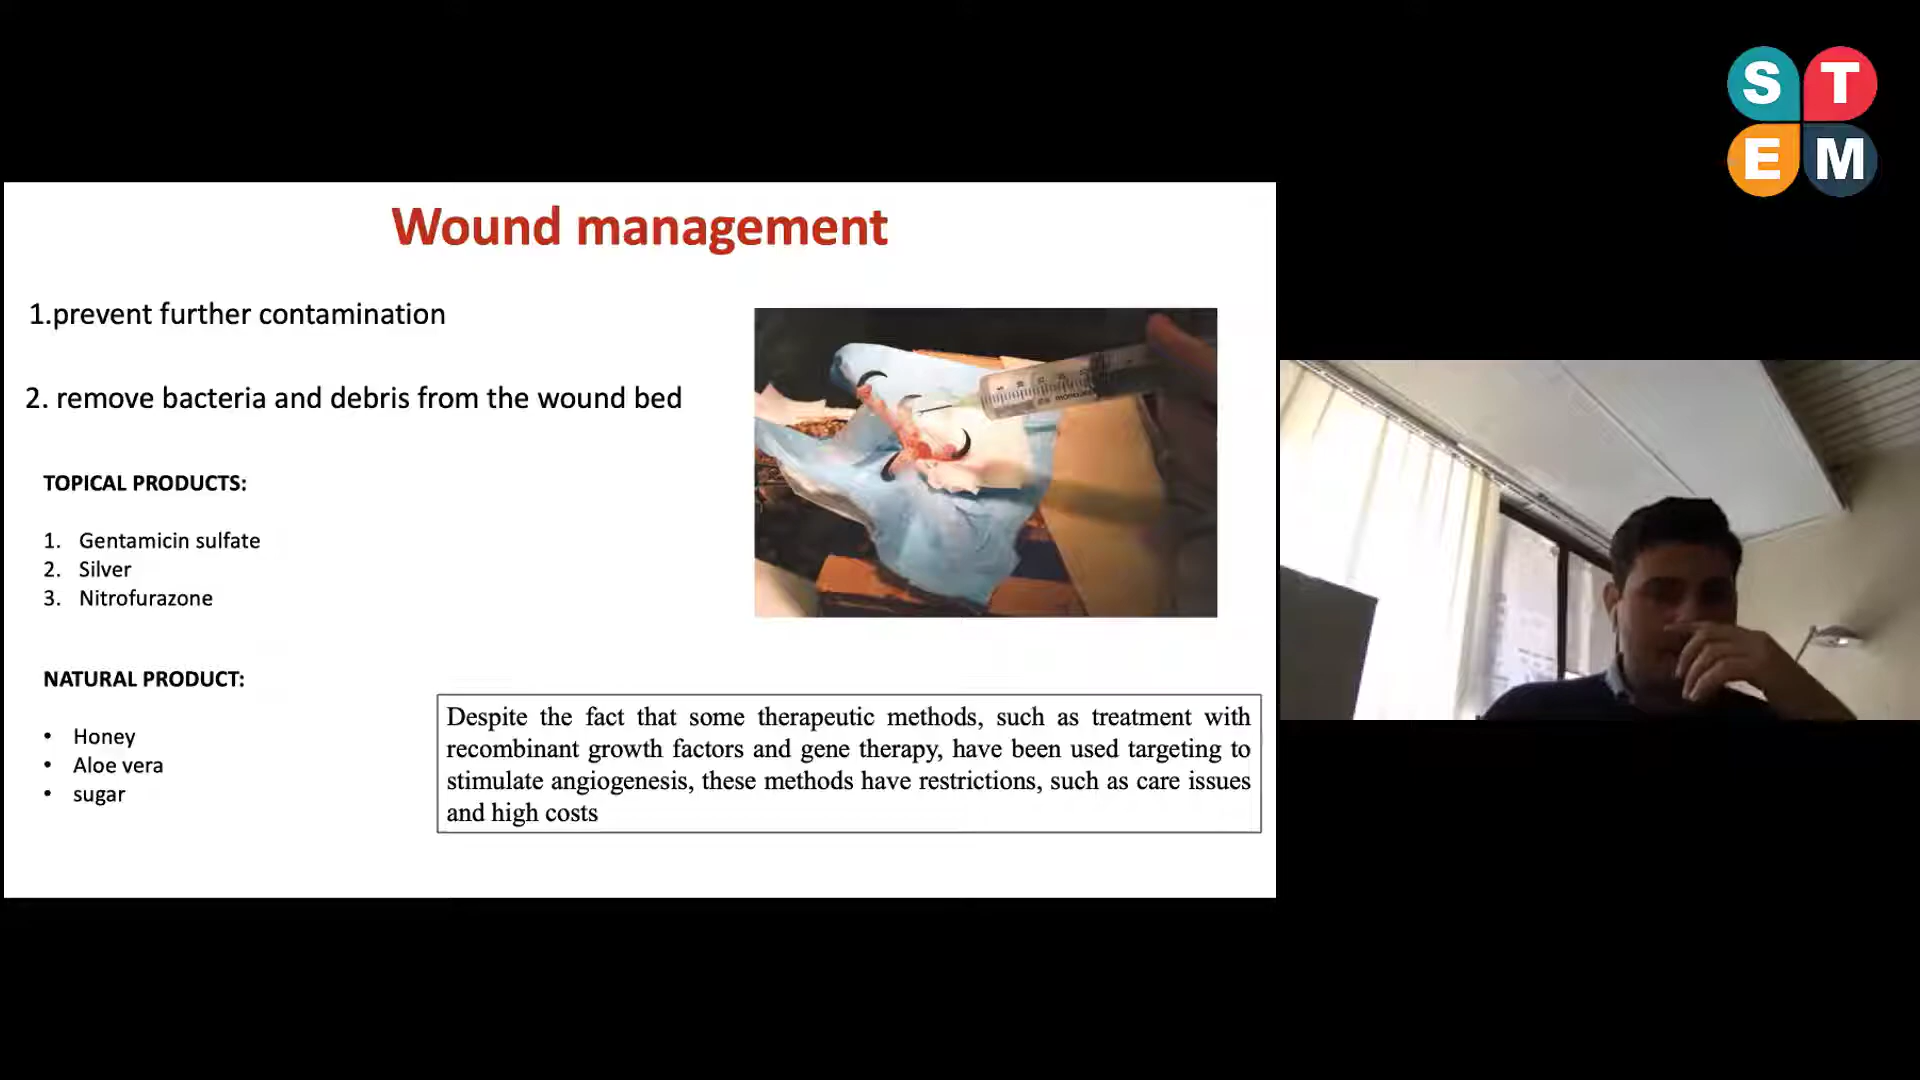 S T
E M
Wound management
1.prevent further contamination
2. remove bacteria and debris from the wound bed
TOPICAL PRODUCTS:
1. Gentamicin sulfate
2. Silver
3. Nitrofurazone
NATURAL PRODUCT:
• Honey
• Aloe vera
• sugar
Despite the fact that some therapeutic methods, such as treatment with
recombinant growth factors and gene therapy, have been used targeting to
stimulate angiogenesis, these methods have restrictions, such as care issues
and high costs